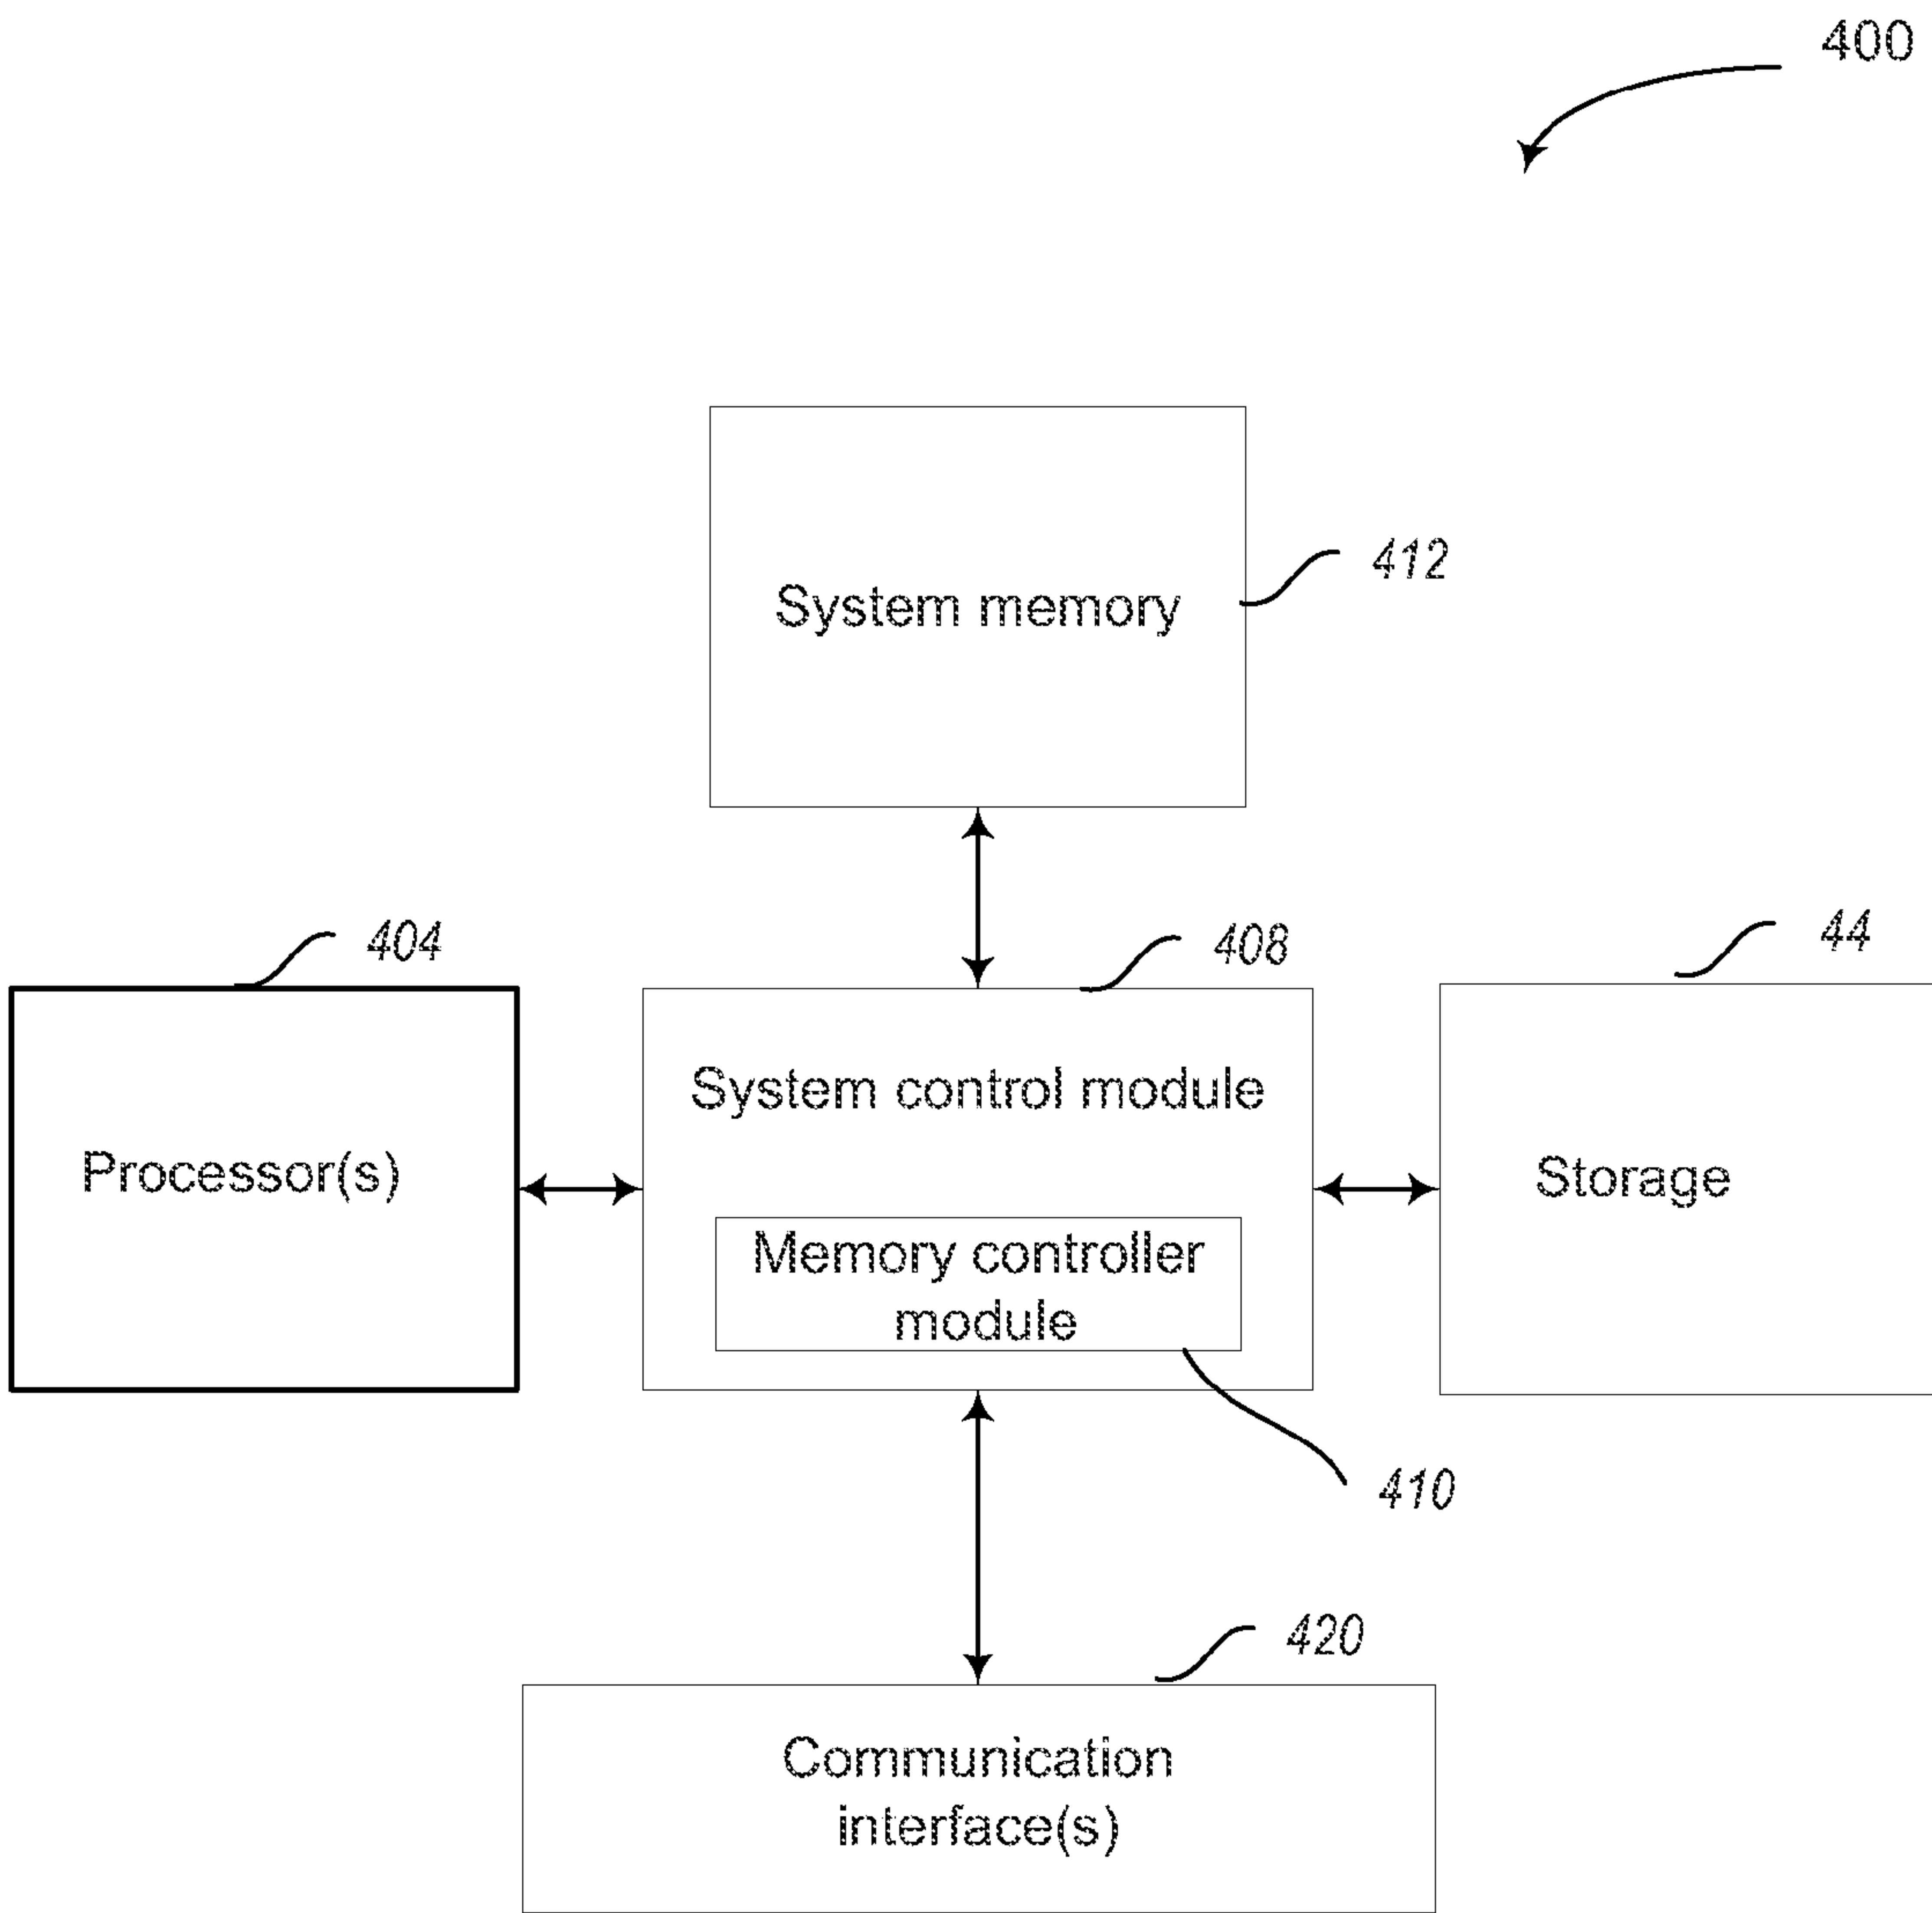 400
System memory
412
404
408
44
Processor(s)
System control module
Storage
Memory controller
module
410
420
Communication
interface(s)